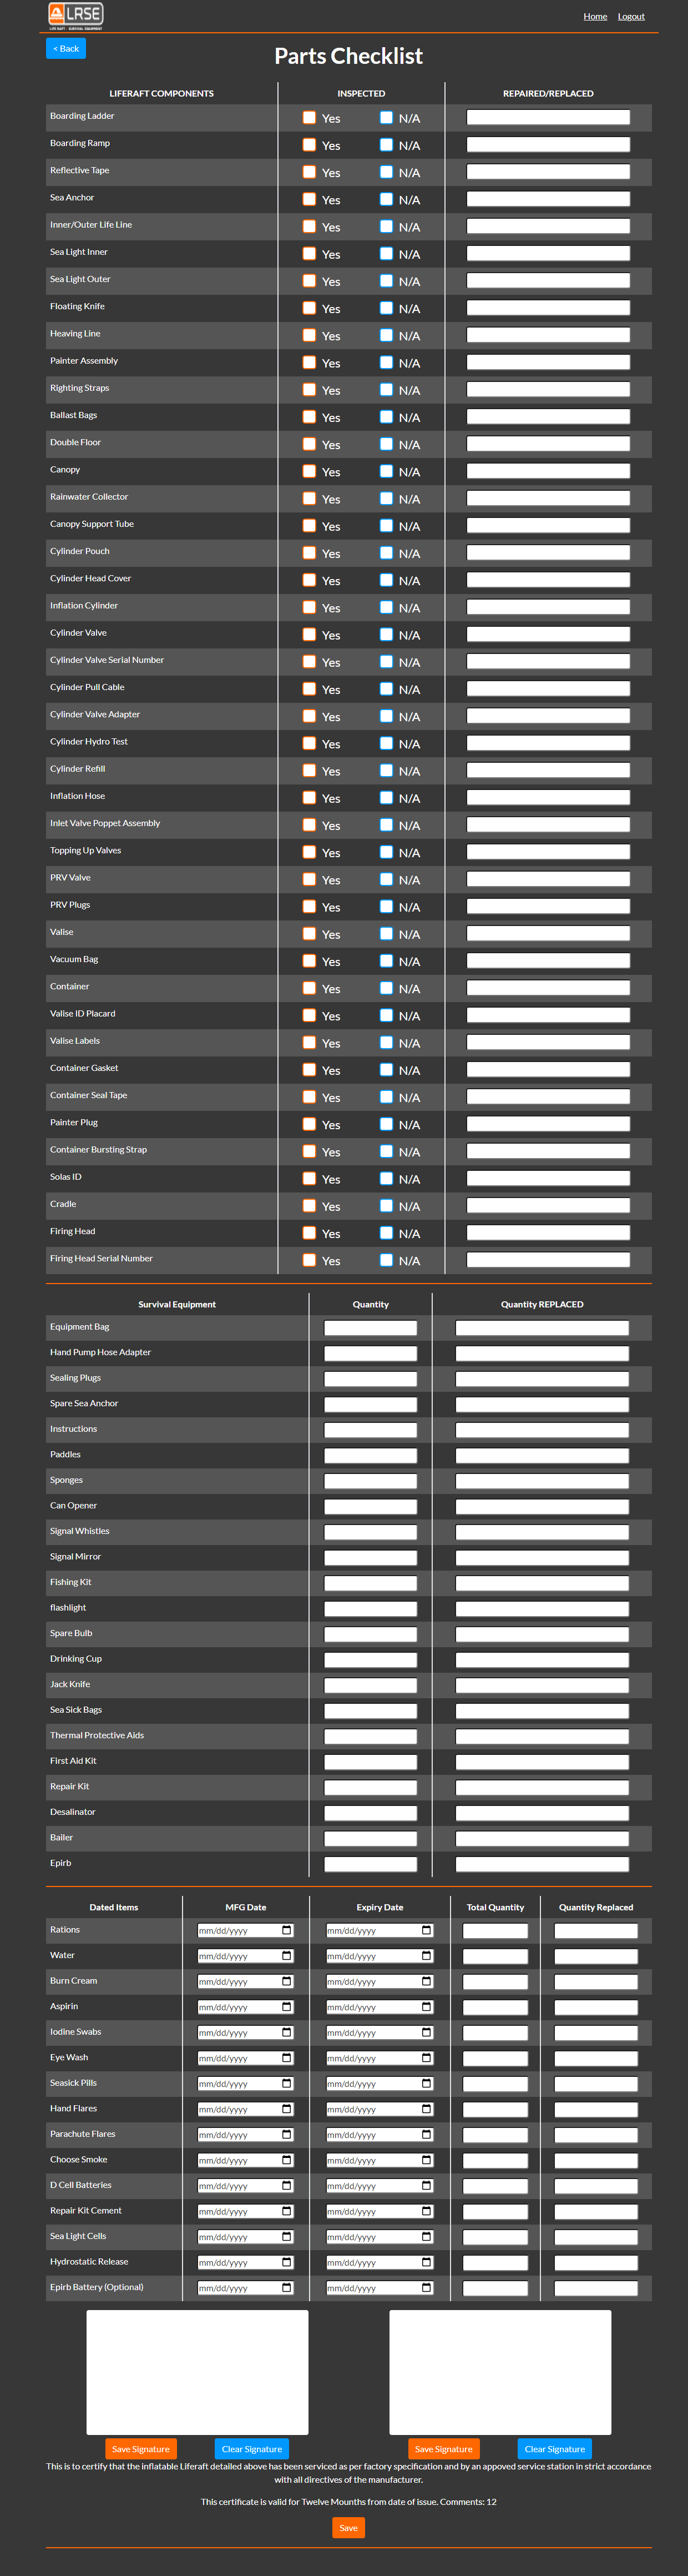 LRSE
LIFE RAFT - SURVIVAL EQUIPMENT
Home Logout
< Back
Parts Checklist
LIFERAFT COMPONENTS INSPECTED REPAIRED/REPLACED
Boarding Ladder Yes N/A
Boarding Ramp Yes N/A
Reflective Tape Yes N/A
Sea Anchor Yes N/A
Inner/Outer Life Line Yes N/A
Sea Light Inner Yes N/A
Sea Light Outer Yes N/A
Floating Knife Yes N/A
Heaving Line Yes N/A
Painter Assembly Yes N/A
Righting Straps Yes N/A
Ballast Bags Yes N/A
Double Floor Yes N/A
Canopy Yes N/A
Rainwater Collector Yes N/A
Canopy Support Tube Yes N/A
Cylinder Pouch Yes N/A
Cylinder Head Cover Yes N/A
Inflation Cylinder Yes N/A
Cylinder Valve Yes N/A
Cylinder Valve Serial Number Yes N/A
Cylinder Pull Cable Yes N/A
Cylinder Valve Adapter Yes N/A
Cylinder Hydro Test Yes N/A
Cylinder Refill Yes N/A
Inflation Hose Yes N/A
Inlet Valve Poppet Assembly Yes N/A
Topping Up Valves Yes N/A
PRV Valve Yes N/A
PRV Plugs Yes N/A
Valise Yes N/A
Vacuum Bag Yes N/A
Container Yes N/A
Valise ID Placard Yes N/A
Valise Labels Yes N/A
Container Gasket Yes N/A
Container Seal Tape Yes N/A
Painter Plug Yes N/A
Container Bursting Strap Yes N/A
Solas ID Yes N/A
Cradle Yes N/A
Firing Head Yes N/A
Firing Head Serial Number Yes N/A
Survival Equipment Quantity Quantity REPLACED
Equipment Bag
Hand Pump Hose Adapter
Sealing Plugs
Spare Sea Anchor
Instructions
Paddles
Sponges
Can Opener
Signal Whistles
Signal Mirror
Fishing Kit
flashlight
Spare Bulb
Drinking Cup
Jack Knife
Sea Sick Bags
Thermal Protective Aids
First Aid Kit
Repair Kit
Desalinator
Bailer
Epirb
Dated Items MFG Date Expiry Date Total Quantity Quantity Replaced
Rations mm/dd/yyyy mm/dd/yyyy
Water mm/dd/yyyy mm/dd/yyyy
Burn Cream mm/dd/yyyy mm/dd/yyyy
Aspirin mm/dd/yyyy mm/dd/yyyy
Iodine Swabs mm/dd/yyyy mm/dd/yyyy
Eye Wash mm/dd/yyyy mm/dd/yyyy
Seasick Pills mm/dd/yyyy mm/dd/yyyy
Hand Flares mm/dd/yyyy mm/dd/yyyy
Parachute Flares mm/dd/yyyy mm/dd/yyyy
Choose Smoke mm/dd/yyyy mm/dd/yyyy
D Cell Batteries mm/dd/yyyy mm/dd/yyyy
Repair Kit Cement mm/dd/yyyy mm/dd/yyyy
Sea Light Cells mm/dd/yyyy mm/dd/yyyy
Hydrostatic Release mm/dd/yyyy mm/dd/yyyy
Epirb Battery (Optional) mm/dd/yyyy mm/dd/yyyy
Save Signature Clear Signature Save Signature Clear Signature
This is to certify that the inflatable Liferaft detailed above has been serviced as per factory specification and by an appoved service station in strict accordance
with all directives of the manufacturer.
This certificate is valid for Twelve Mounths from date of issue. Comments: 12
Save